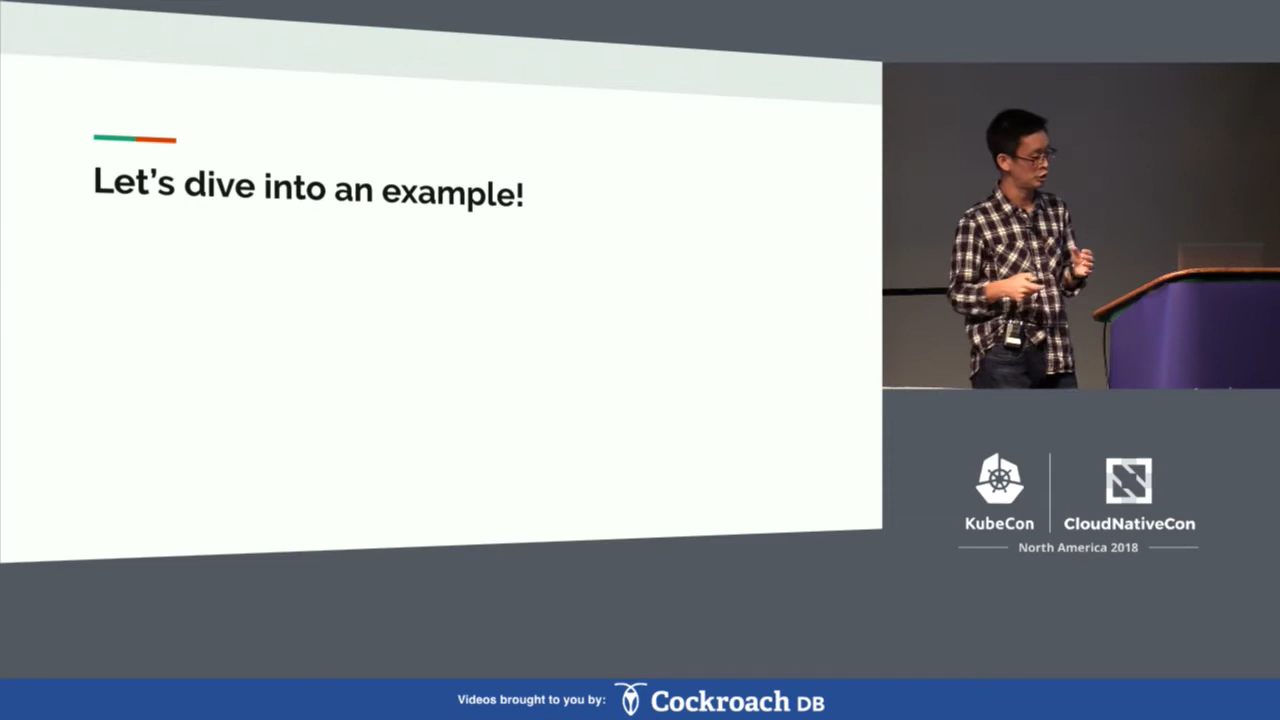 Let's dive into an example!
KubeCon
CloudNativeCon
North America 2018
Videos brought to you by:
Cockroach DB